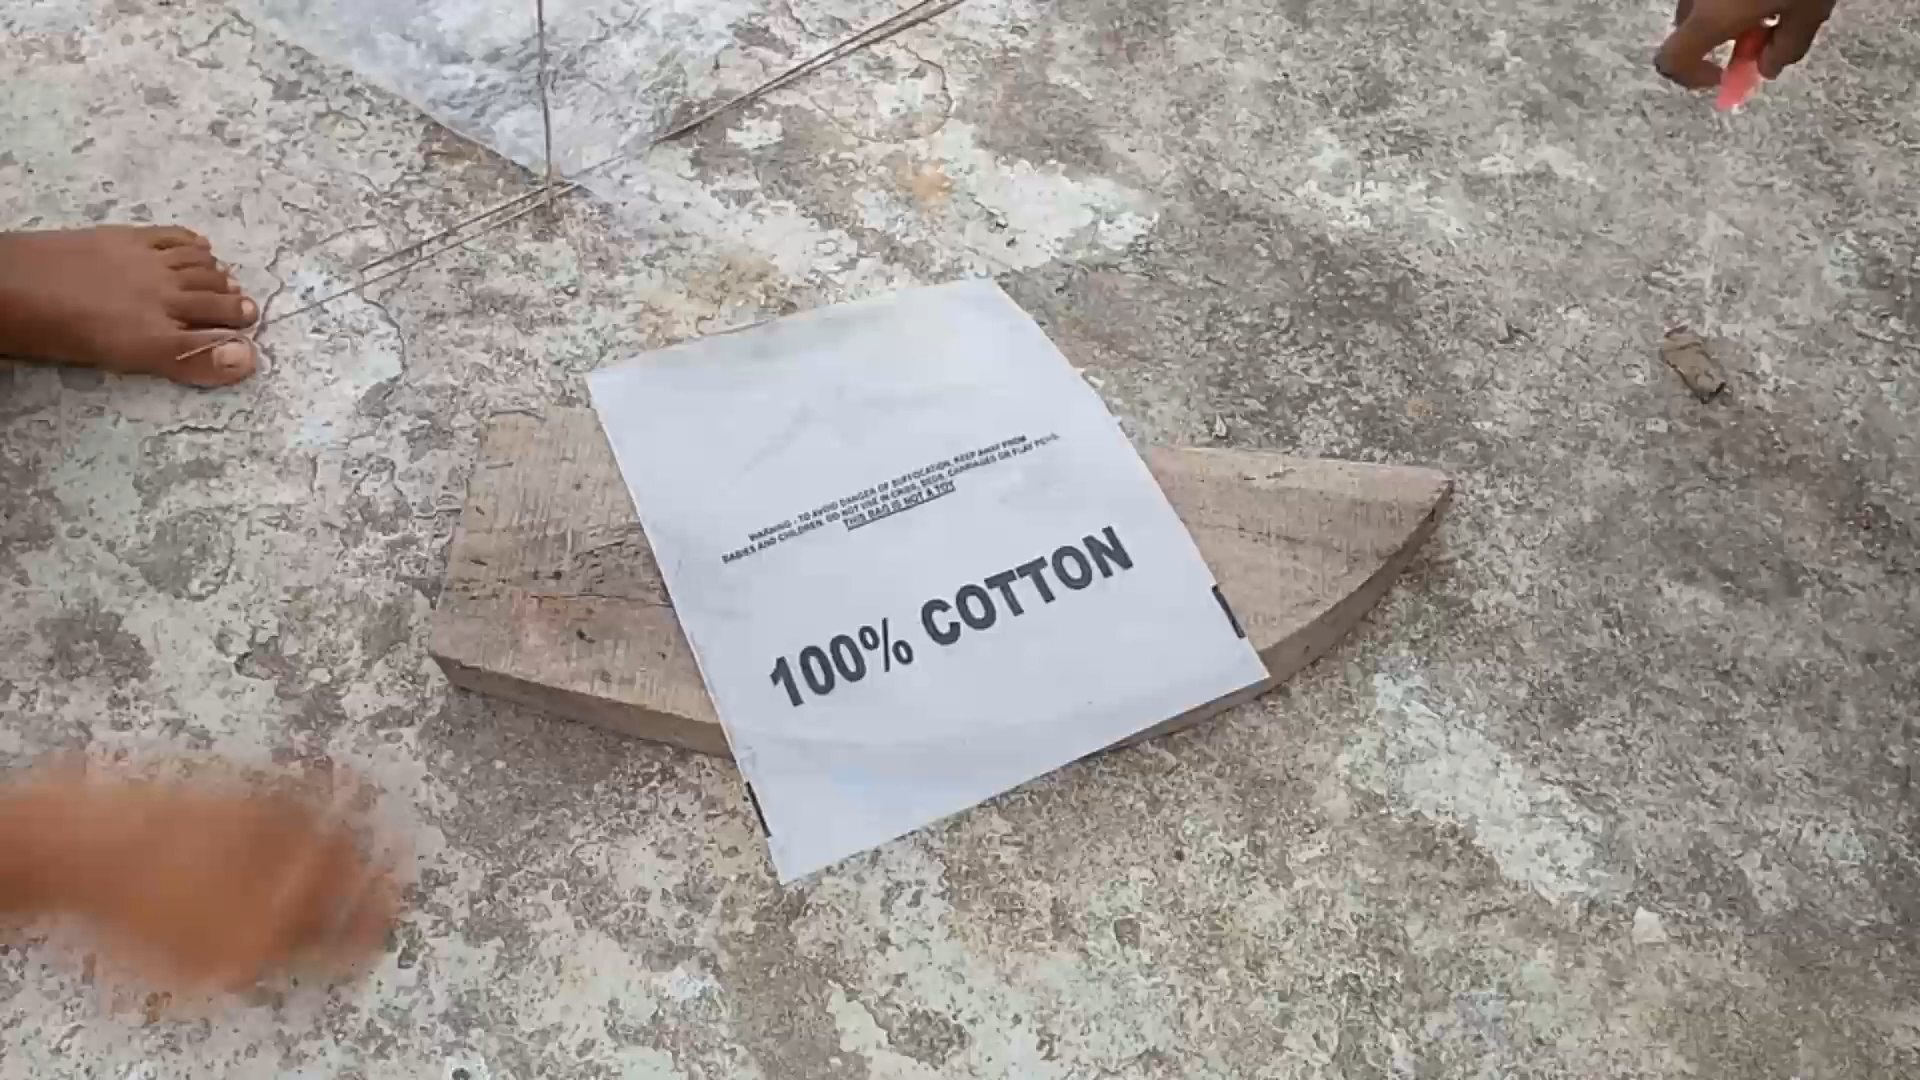 WARNING - TO AVOID DANGER OF SUFFOCATION, KEEP AWAY FROM
BABIES AND CHILDREN. DO NOT USE IN CRIBS, BEDS, CARRIAGES OR PLAY PENS.
THIS BAG IS NOT A TOY
100% COTTON